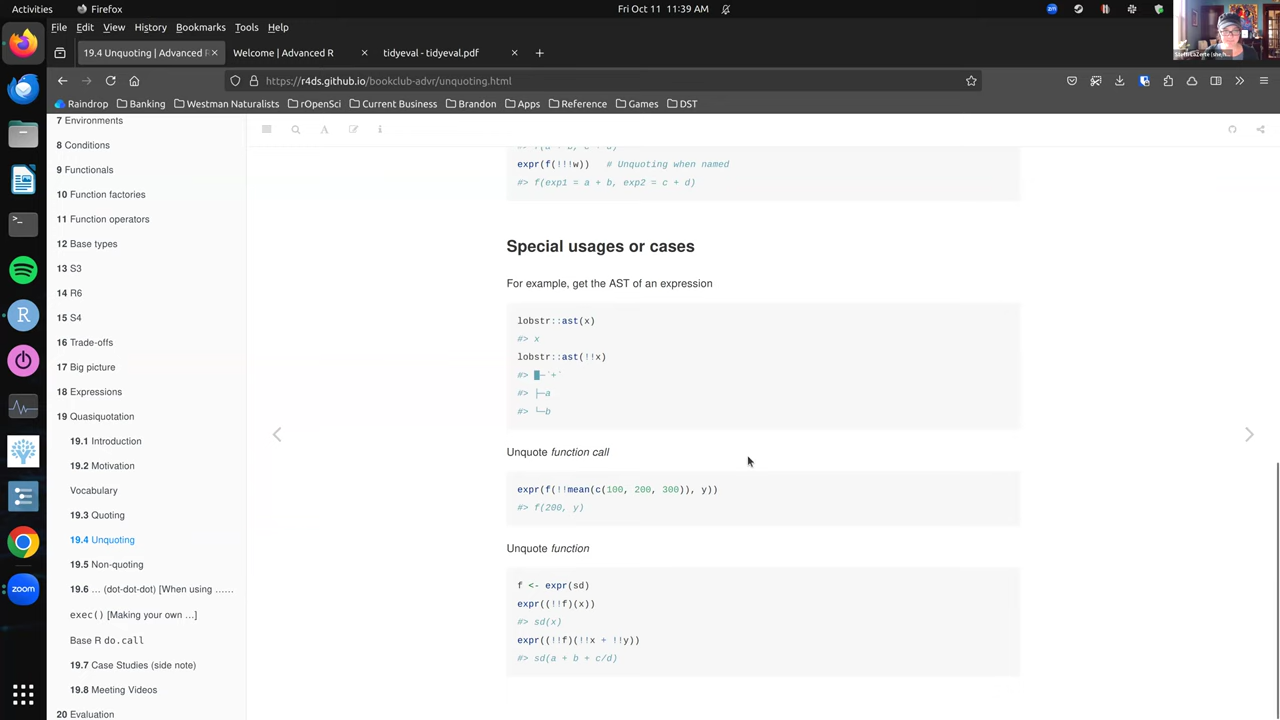 Activities
Firefox
Fri Oct 11 11:39 AM
zoom
File Edit View History Bookmarks Tools Help
19.4 Unquoting | Advanced R
Welcome | Advanced R
tidyeval - tidyeval.pdf
https://r4ds.github.io/bookclub-advr/unquoting.html
Raindrop Banking Westman Naturalists rOpenSci Current Business Brandon Apps Reference Games DST
7 Environments
8 Conditions
9 Functionals
10 Function factories
11 Function operators
12 Base types
13 S3
14 R6
15 S4
16 Trade-offs
17 Big picture
18 Expressions
19 Quasiquotation
19.1 Introduction
19.2 Motivation
Vocabulary
19.3 Quoting
19.4 Unquoting
19.5 Non-quoting
19.6 … (dot-dot-dot) [When using ……
exec() [Making your own …]
Base R do.call
19.7 Case Studies (side note)
19.8 Meeting Videos
20 Evaluation
expr(f(!!!w)) # Unquoting when named
#> f(exp1 = a + b, exp2 = c + d)
Special usages or cases
For example, get the AST of an expression
lobstr::ast(x)
#> x
lobstr::ast(!!x)
#> █─`+`
#> ├─a
#> └─b
Unquote function call
expr(f(!!mean(c(100, 200, 300)), y))
#> f(200, y)
Unquote function
f <- expr(sd)
expr((!!f)(x))
#> sd(x)
expr((!!f)(!!x + !!y))
#> sd(a + b + c/d)
zoom